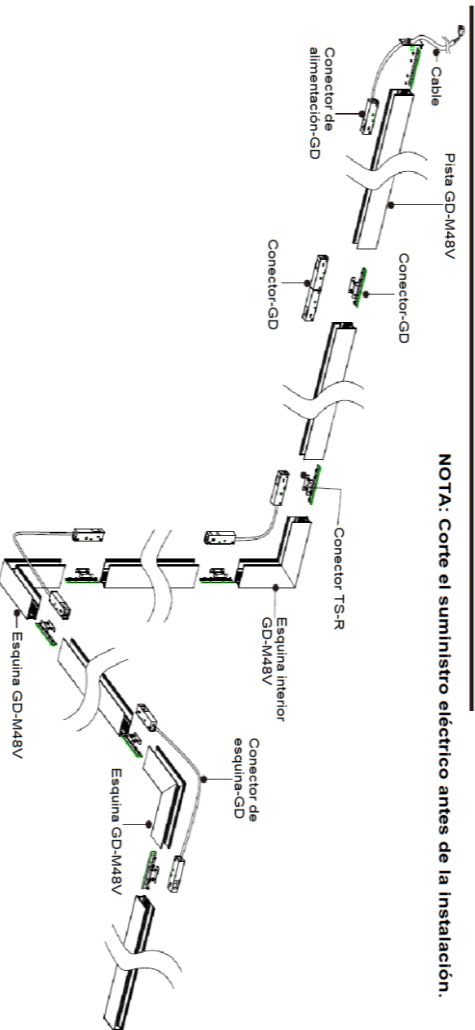 NOTA: Corte el suministro eléctrico antes de la instalación.
Cable
Conector de
alimentación-GD
Pista GD-M48V
Conector-GD
Conector-GD
Conector TS-R
Esquina interior
GD-M48V
Esquina GD-M48V
Conector de
esquina-GD
Esquina GD-M48V